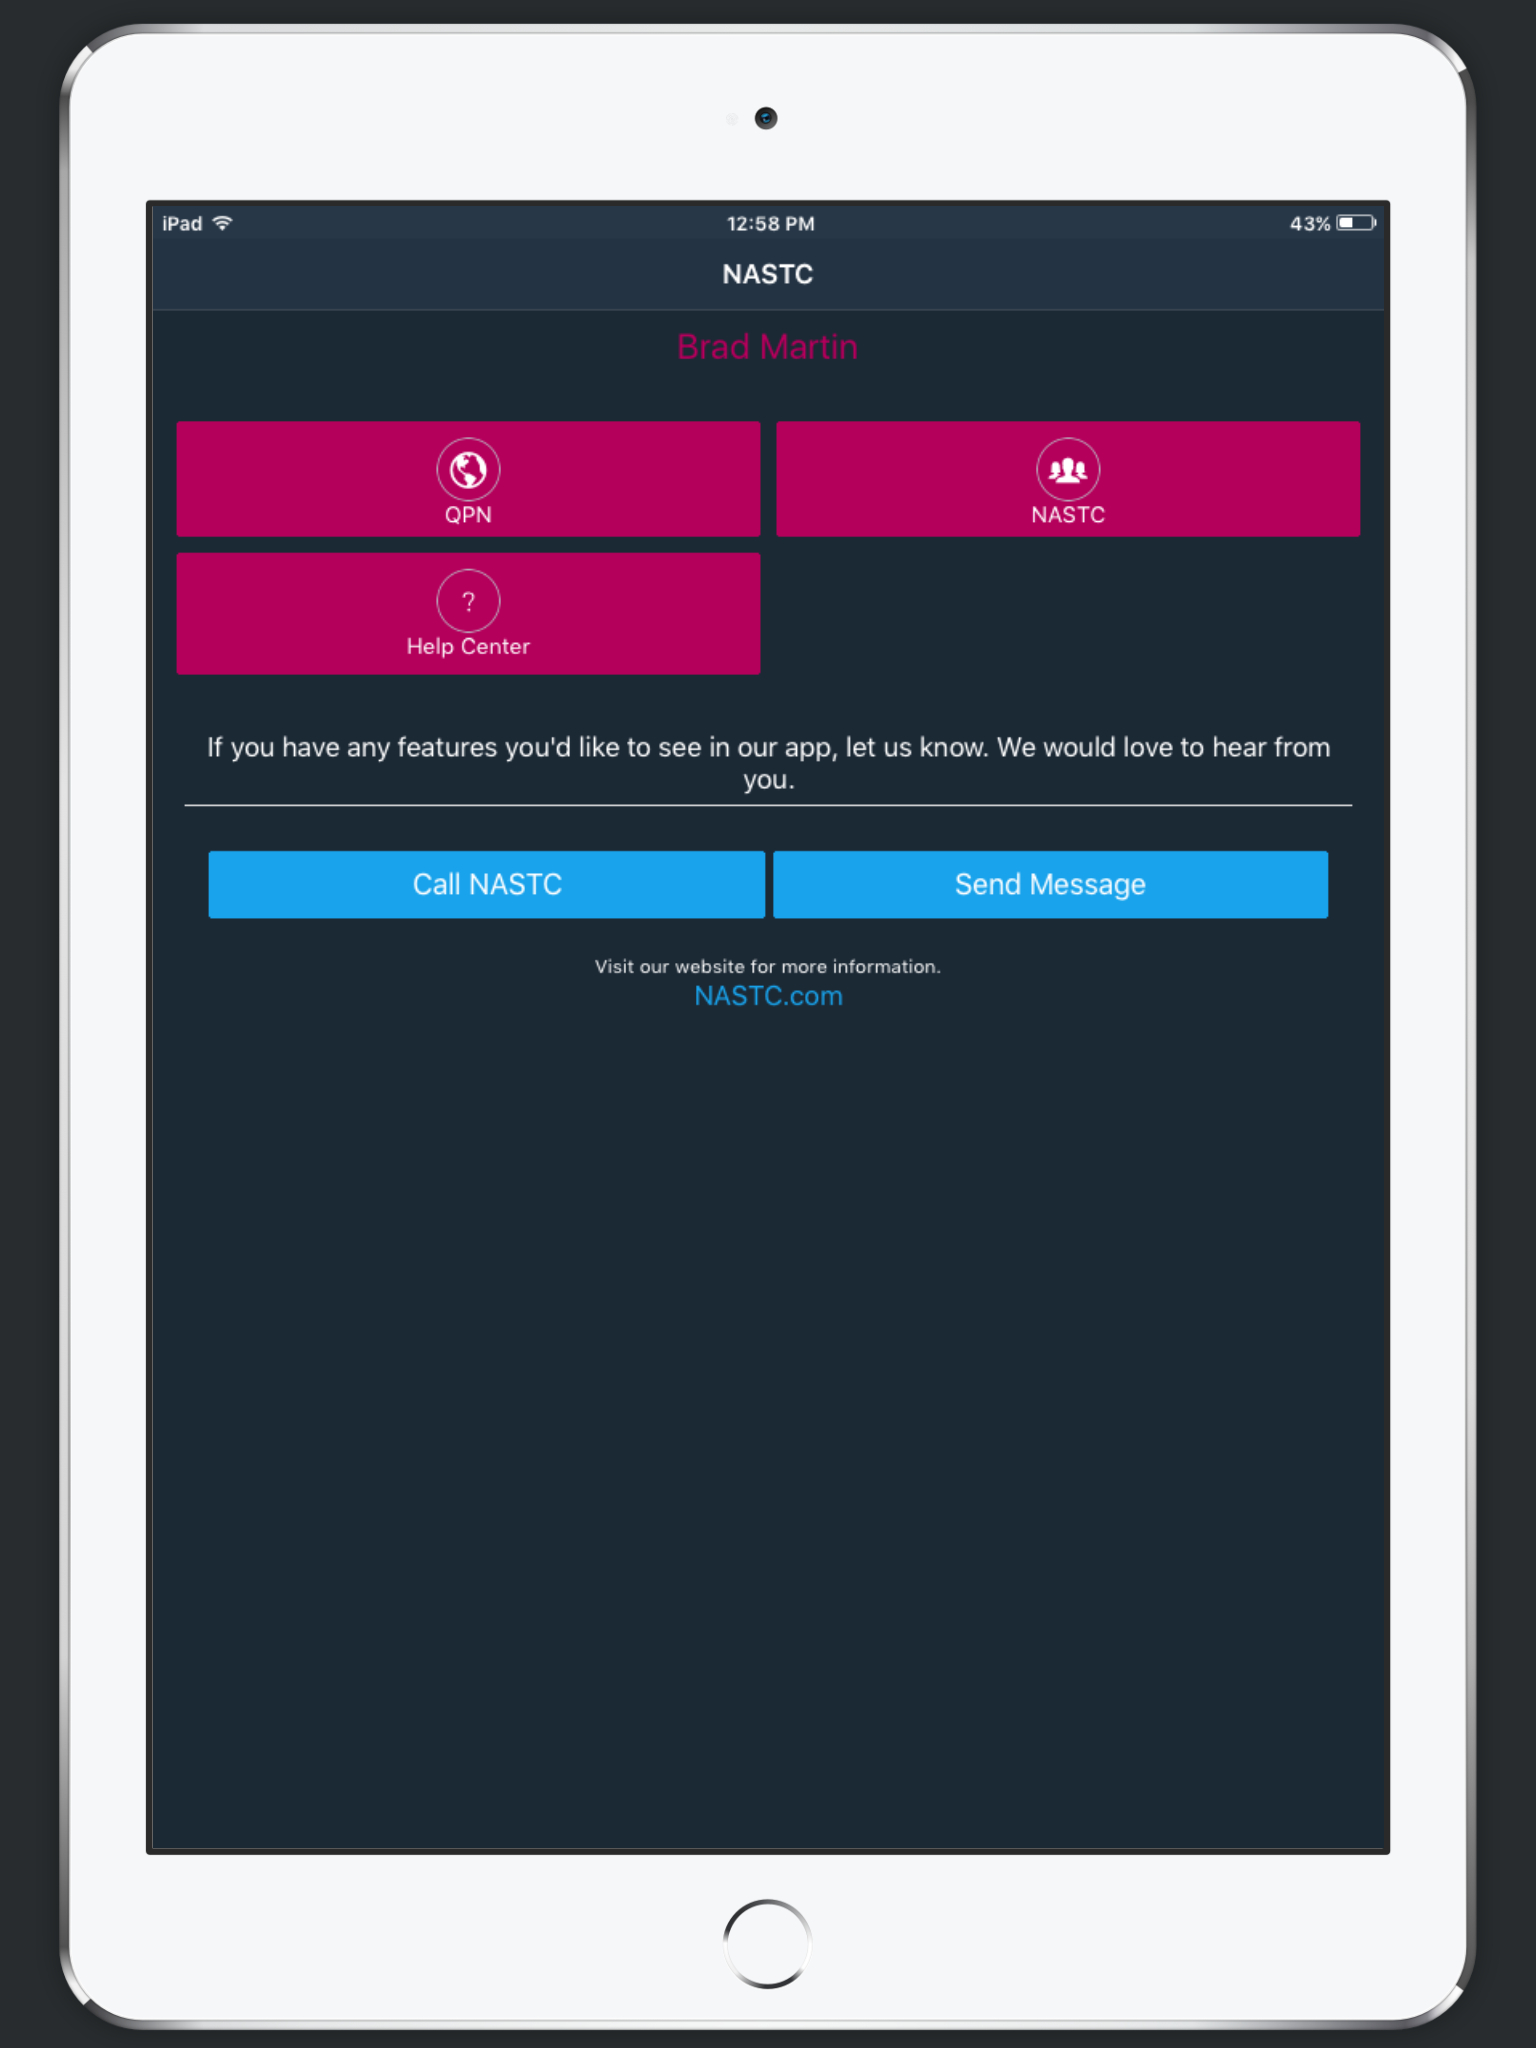 iPad
12:58 PM
43%
NASTC
Brad Martin
QPN
NASTC
?
Help Center
If you have any features you'd like to see in our app, let us know. We would love to hear from
you.
Call NASTC
Send Message
Visit our website for more information.
NASTC.com